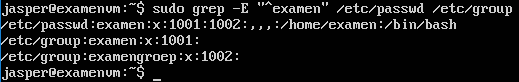 jasper@examenvm:~$ sudo grep -E "^examen" /etc/passwd /etc/group
/etc/passwd:examen:x:1001:1002:,,,:/home/examen:/bin/bash
/etc/group:examen:x:1001:
/etc/group:examengroep:x:1002:
jasper@examenvm:~$